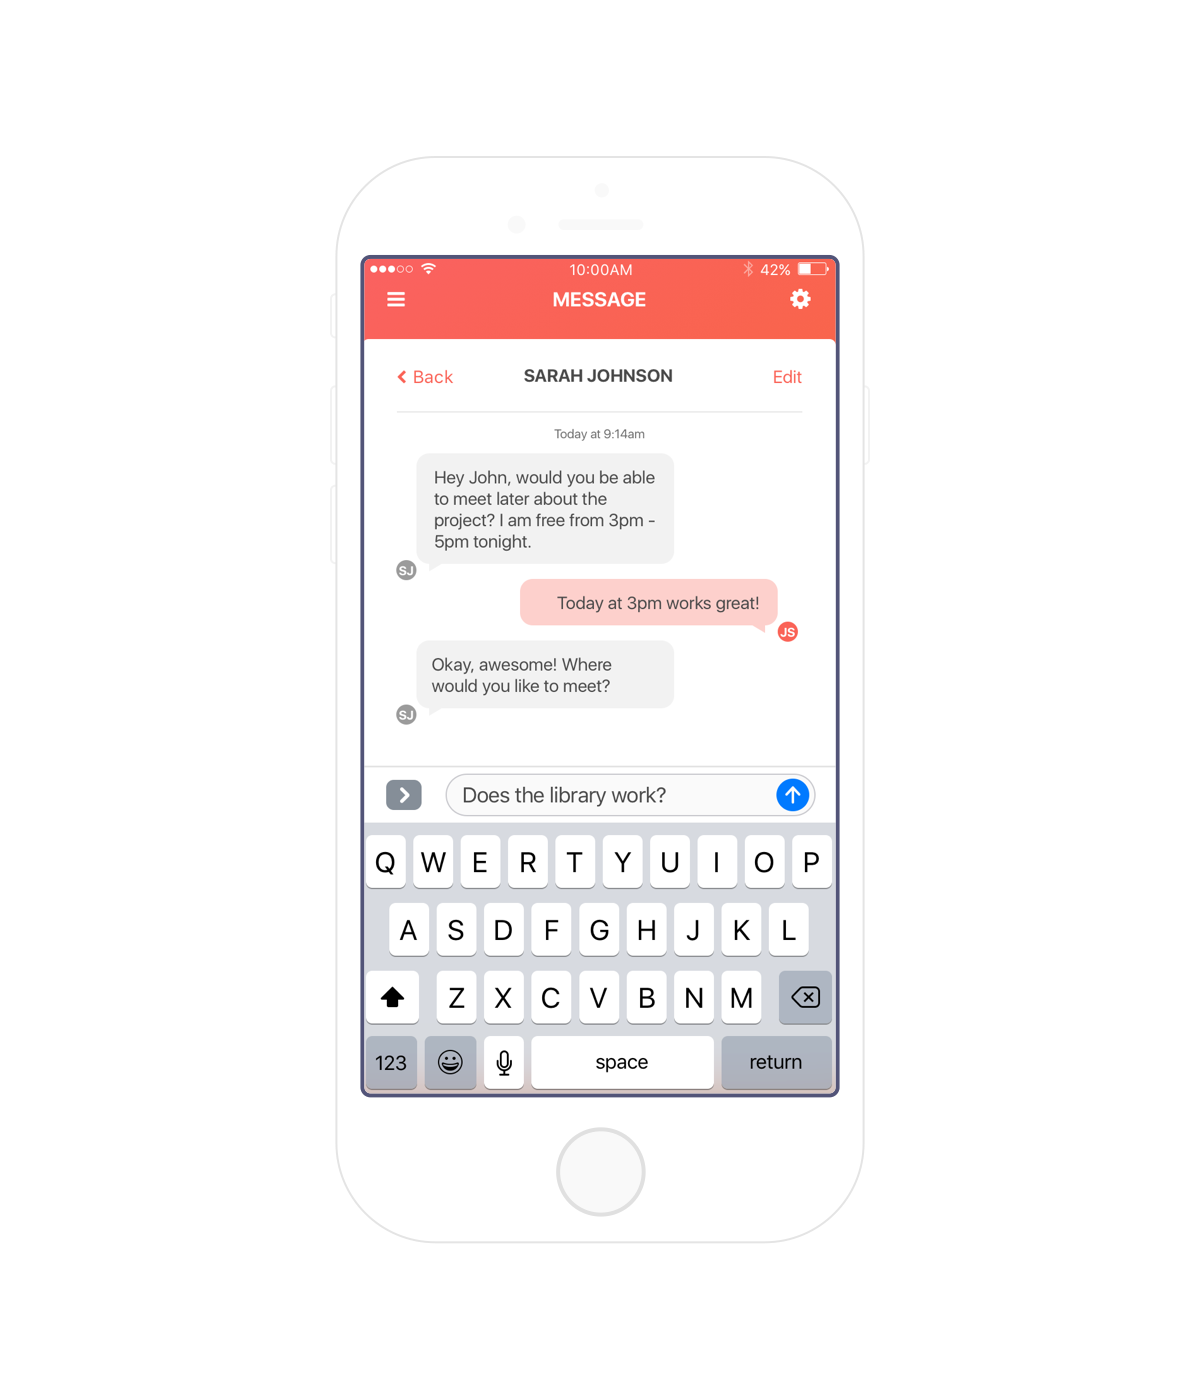 10:00AM 42%
MESSAGE
Back SARAH JOHNSON Edit
Today at 9:14am
Hey John, would you be able
to meet later about the
project? I am free from 3pm -
5pm tonight.
SJ
Today at 3pm works great!
JS
Okay, awesome! Where
would you like to meet?
SJ
Does the library work?
Q W E R T Y U I O P
A S D F G H J K L
Z X C V B N M
123 space return